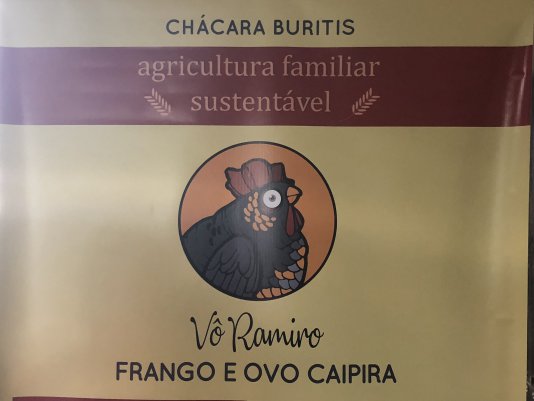 CHÁCARA BURITIS
agricultura familiar
sustentável
Vô Ramiro
FRANGO E OVO CAIPIRA